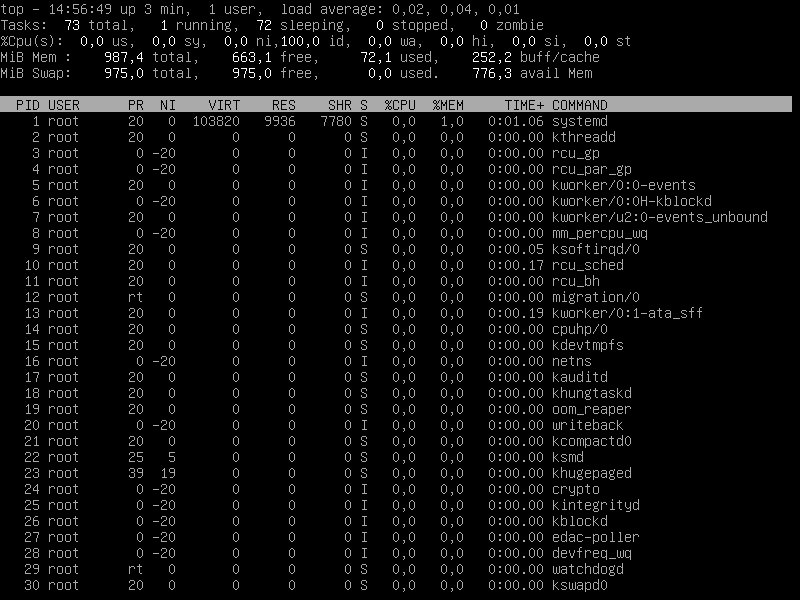 top - 14:56:49 up 3 min,  1 user,  load average: 0,02, 0,04, 0,01
Tasks:  73 total,   1 running,  72 sleeping,   0 stopped,   0 zombie
%Cpu(s):  0,0 us,  0,0 sy,  0,0 ni,100,0 id,  0,0 wa,  0,0 hi,  0,0 si,  0,0 st
MiB Mem :    987,4 total,    663,1 free,     72,1 used,    252,2 buff/cache
MiB Swap:    975,0 total,    975,0 free,      0,0 used.    776,3 avail Mem
PID USER      PR  NI    VIRT    RES    SHR S  %CPU  %MEM     TIME+ COMMAND
1 root      20   0  103820   9936   7780 S   0,0   1,0   0:01.06 systemd
2 root      20   0       0      0      0 S   0,0   0,0   0:00.00 kthreadd
3 root       0 -20       0      0      0 I   0,0   0,0   0:00.00 rcu_gp
4 root       0 -20       0      0      0 I   0,0   0,0   0:00.00 rcu_par_gp
5 root      20   0       0      0      0 I   0,0   0,0   0:00.00 kworker/0:0-events
6 root       0 -20       0      0      0 I   0,0   0,0   0:00.00 kworker/0:0H-kblockd
7 root      20   0       0      0      0 I   0,0   0,0   0:00.00 kworker/u2:0-events_unbound
8 root       0 -20       0      0      0 I   0,0   0,0   0:00.00 mm_percpu_wq
9 root      20   0       0      0      0 S   0,0   0,0   0:00.05 ksoftirqd/0
10 root      20   0       0      0      0 I   0,0   0,0   0:00.17 rcu_sched
11 root      20   0       0      0      0 I   0,0   0,0   0:00.00 rcu_bh
12 root      rt   0       0      0      0 S   0,0   0,0   0:00.00 migration/0
13 root      20   0       0      0      0 I   0,0   0,0   0:00.19 kworker/0:1-ata_sff
14 root      20   0       0      0      0 S   0,0   0,0   0:00.00 cpuhp/0
15 root      20   0       0      0      0 S   0,0   0,0   0:00.00 kdevtmpfs
16 root       0 -20       0      0      0 I   0,0   0,0   0:00.00 netns
17 root      20   0       0      0      0 S   0,0   0,0   0:00.00 kauditd
18 root      20   0       0      0      0 S   0,0   0,0   0:00.00 khungtaskd
19 root      20   0       0      0      0 S   0,0   0,0   0:00.00 oom_reaper
20 root       0 -20       0      0      0 I   0,0   0,0   0:00.00 writeback
21 root      20   0       0      0      0 S   0,0   0,0   0:00.00 kcompactd0
22 root      25   5       0      0      0 S   0,0   0,0   0:00.00 ksmd
23 root      39  19       0      0      0 S   0,0   0,0   0:00.00 khugepaged
24 root       0 -20       0      0      0 I   0,0   0,0   0:00.00 crypto
25 root       0 -20       0      0      0 I   0,0   0,0   0:00.00 kintegrityd
26 root       0 -20       0      0      0 I   0,0   0,0   0:00.00 kblockd
27 root       0 -20       0      0      0 I   0,0   0,0   0:00.00 edac-poller
28 root       0 -20       0      0      0 I   0,0   0,0   0:00.00 devfreq_wq
29 root      rt   0       0      0      0 S   0,0   0,0   0:00.00 watchdogd
30 root      20   0       0      0      0 S   0,0   0,0   0:00.00 kswapd0